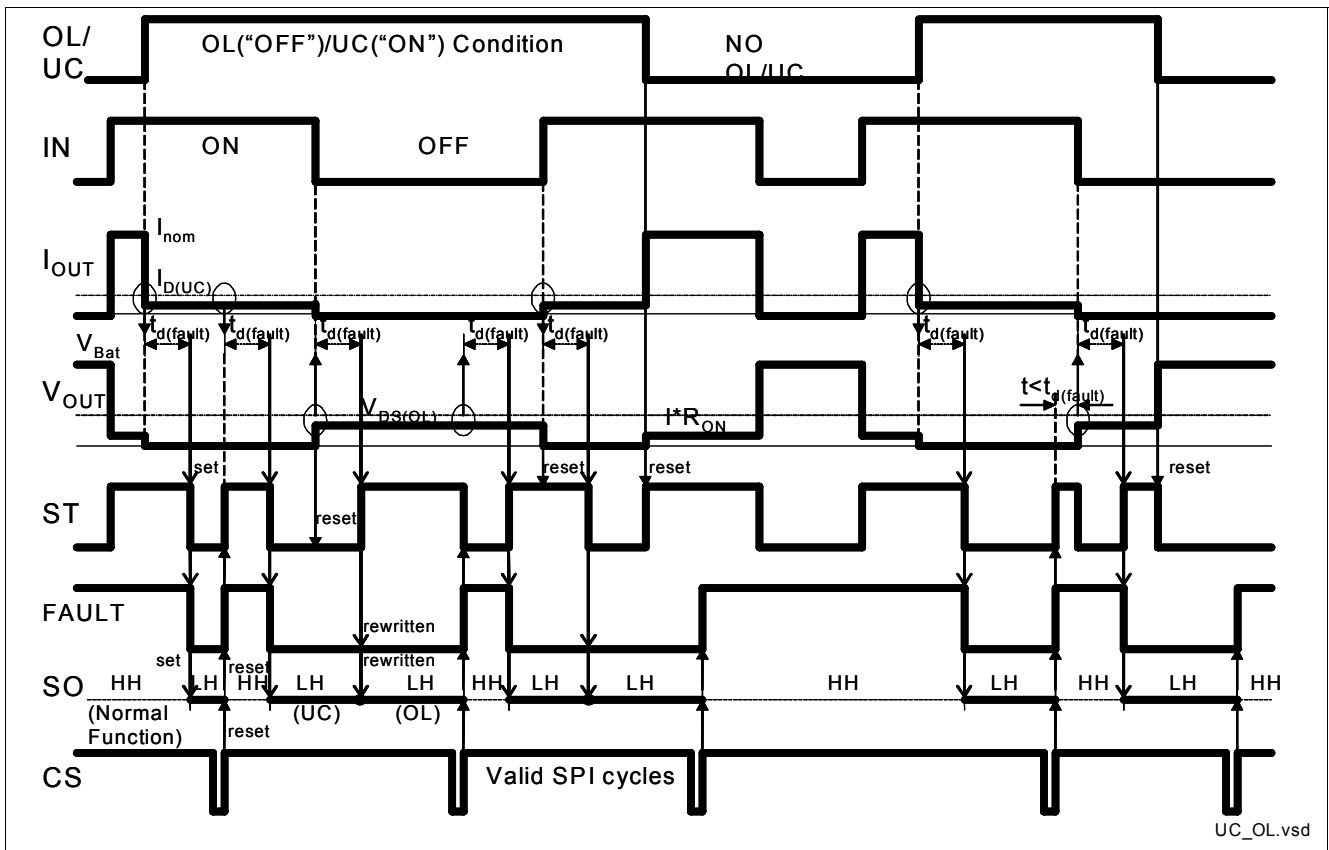 OL/
UC
OL("OFF")/UC("ON") Condition
NO
OL/UC
IN
ON
OFF
I_OUT
I_nom
I_D(UC)
t_d(fault)
t_d(fault)
t_d(fault)
t_d(fault)
t_d(fault)
t_d(fault)
t_d(fault)
V_Bat
V_OUT
V_DS(OL)
I*R_ON
t<t_d(fault)
set
reset
reset
reset
ST
reset
FAULT
rewritten
set
reset
rewritten
SO
HH
LH
HH
LH
LH
HH
LH
LH
HH
LH
HH
LH
HH
(Normal
Function)
(UC)
(OL)
reset
CS
Valid SPI cycles
UC_OL.vsd